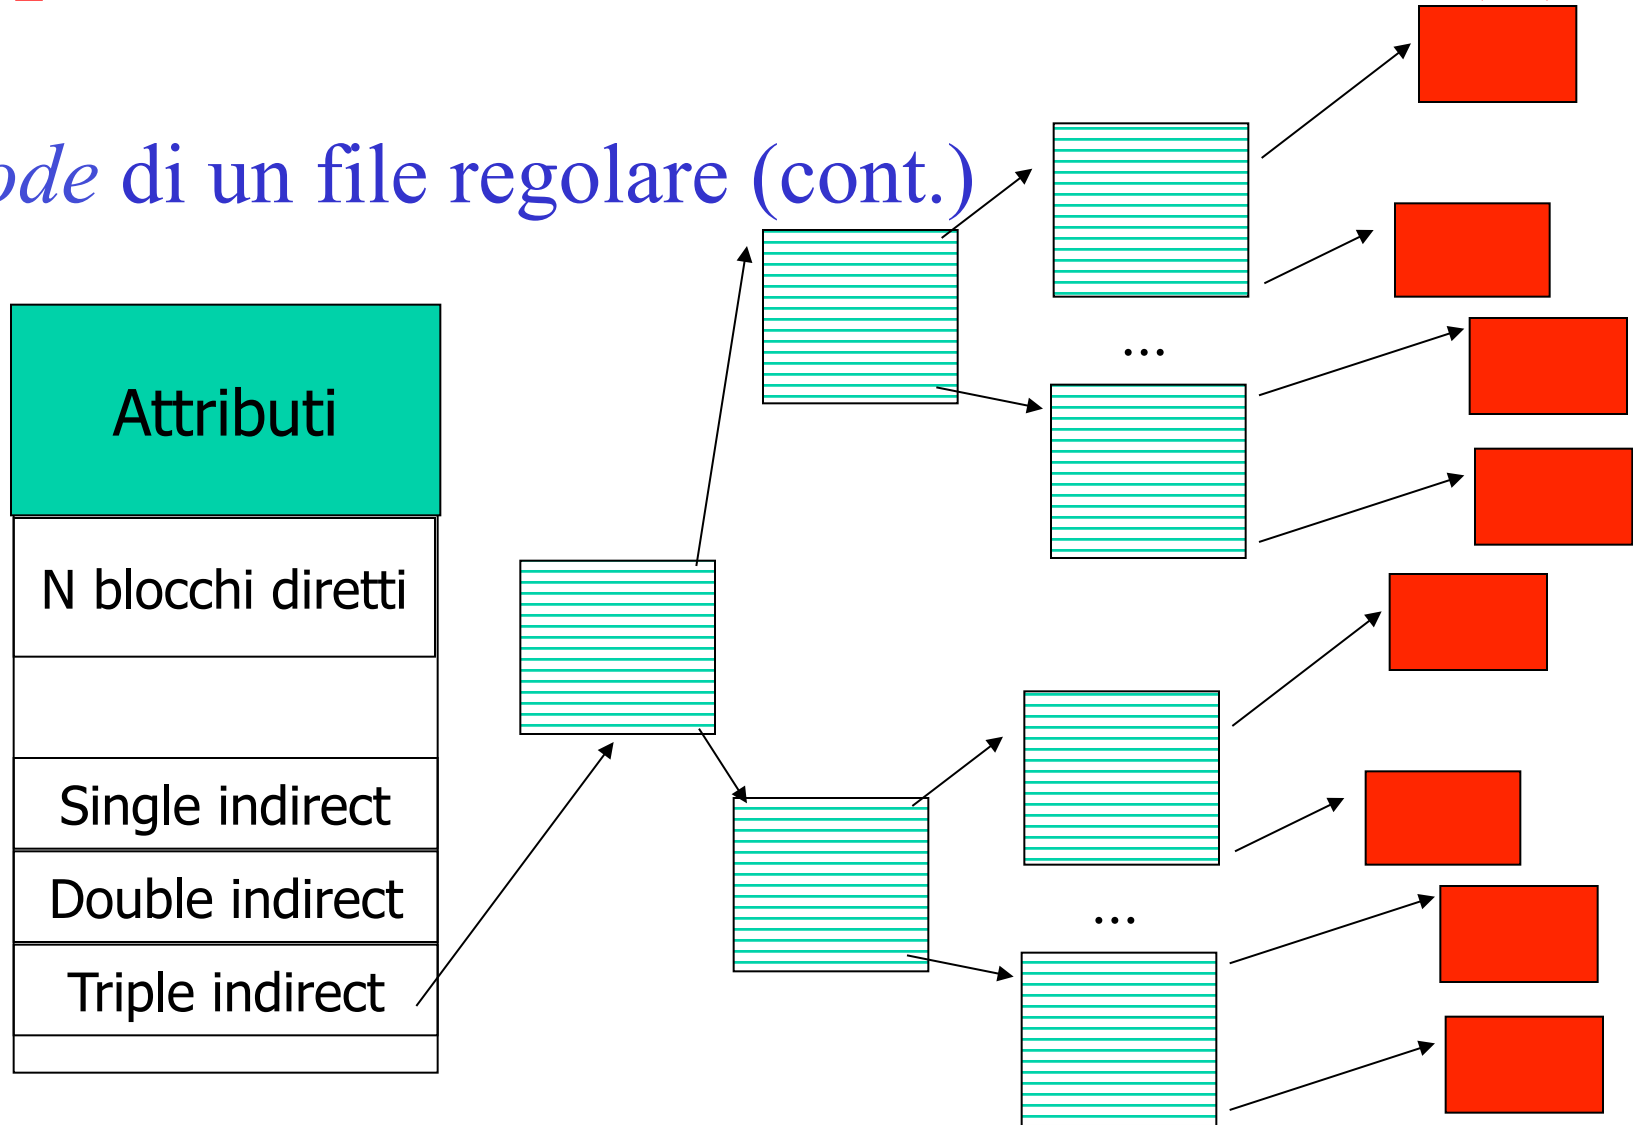 ode di un file regolare (cont.)
...
Attributi
N blocchi diretti
Single indirect
Double indirect
...
Triple indirect